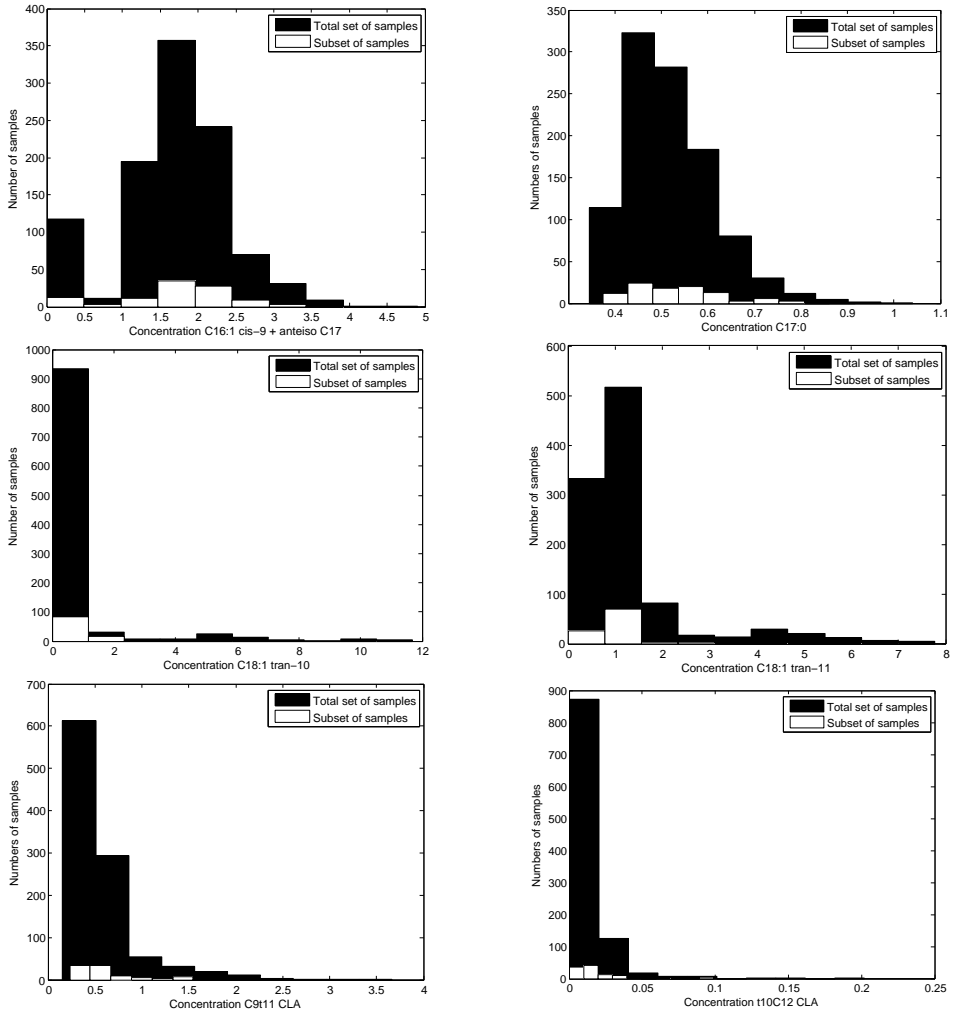 400
350
300
250
200
150
100
50
0
Number of samples
Total set of samples
Subset of samples
0 0.5 1 1.5 2 2.5 3 3.5 4 4.5 5
Concentration C16:1 cis−9 + anteiso C17
350
300
250
200
150
100
50
0
Numbers of samples
Total set of samples
Subset of samples
0.4 0.5 0.6 0.7 0.8 0.9 1 1.1
Concentration C17:0
1000
900
800
700
600
500
400
300
200
100
0
Number of samples
Total set of samples
Subset of samples
0 2 4 6 8 10 12
Concentration C18:1 tran−10
600
500
400
300
200
100
0
Number of samples
Total set of samples
Subset of samples
0 1 2 3 4 5 6 7 8
Concentration C18:1 tran−11
700
600
500
400
300
200
100
0
Numbers of samples
Total set of samples
Subset of samples
0 0.5 1 1.5 2 2.5 3 3.5 4
Concentration C9t11 CLA
900
800
700
600
500
400
300
200
100
0
Numbers of samples
Total set of samples
Subset of samples
0 0.05 0.1 0.15 0.2 0.25
Concentration t10C12 CLA